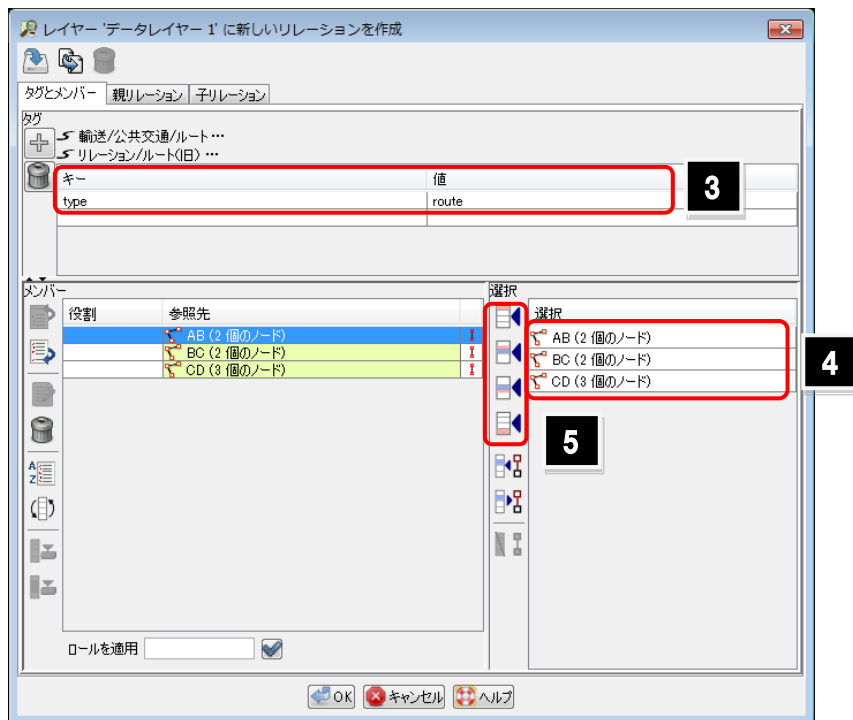 レイヤー 'データレイヤー 1' に新しいリレーションを作成
タグとメンバー 親リレーション 子リレーション
タグ
輸送/公共交通/ルート…
リレーション/ルート(旧) …
キー 値
type route
3
メンバー
役割 参照先
AB (2 個のノード)
BC (2 個のノード)
CD (3 個のノード)
A
Z
ロールを適用
選択
選択
AB (2 個のノード)
BC (2 個のノード)
CD (3 個のノード)
4
5
OK キャンセル ヘルプ